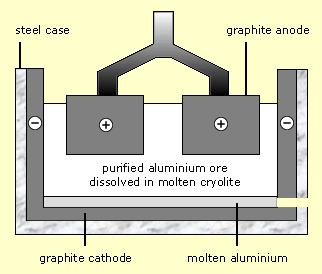 steel case
graphite anode
− + + −
purified aluminium ore
dissolved in molten cryolite
graphite cathode
molten aluminium